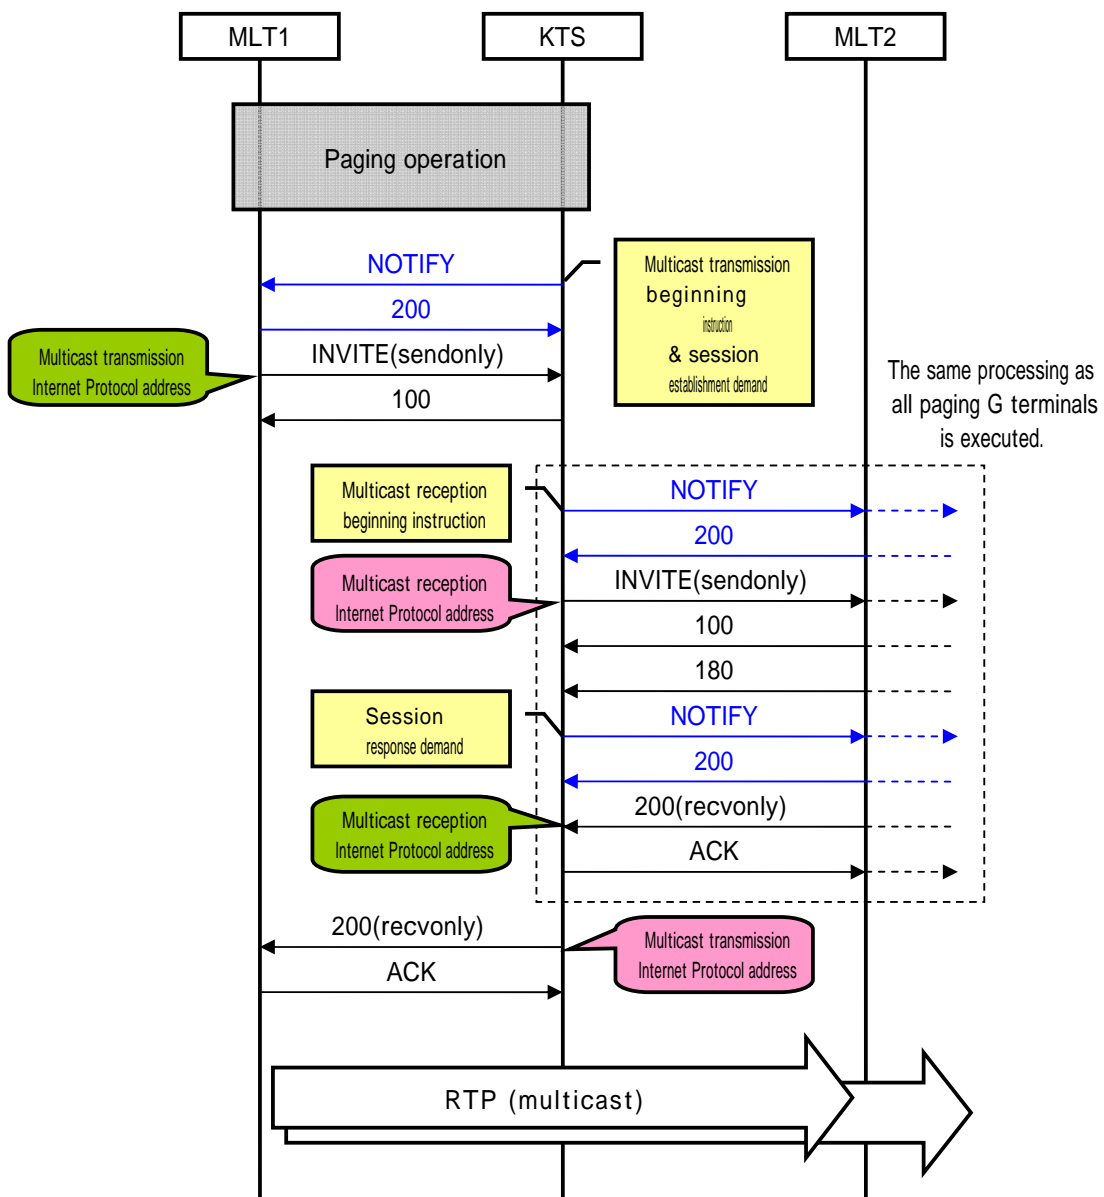 MLT1
KTS
MLT2
Paging operation
NOTIFY
Multicast transmission
beginning
instruction
& session
establishment demand
200
Multicast transmission
Internet Protocol address
INVITE(sendonly)
100
The same processing as
all paging G terminals
is executed.
Multicast reception
beginning instruction
NOTIFY
200
Multicast reception
Internet Protocol address
INVITE(sendonly)
100
180
Session
response demand
NOTIFY
200
Multicast reception
Internet Protocol address
200(recvonly)
ACK
200(recvonly)
Multicast transmission
Internet Protocol address
ACK
RTP (multicast)